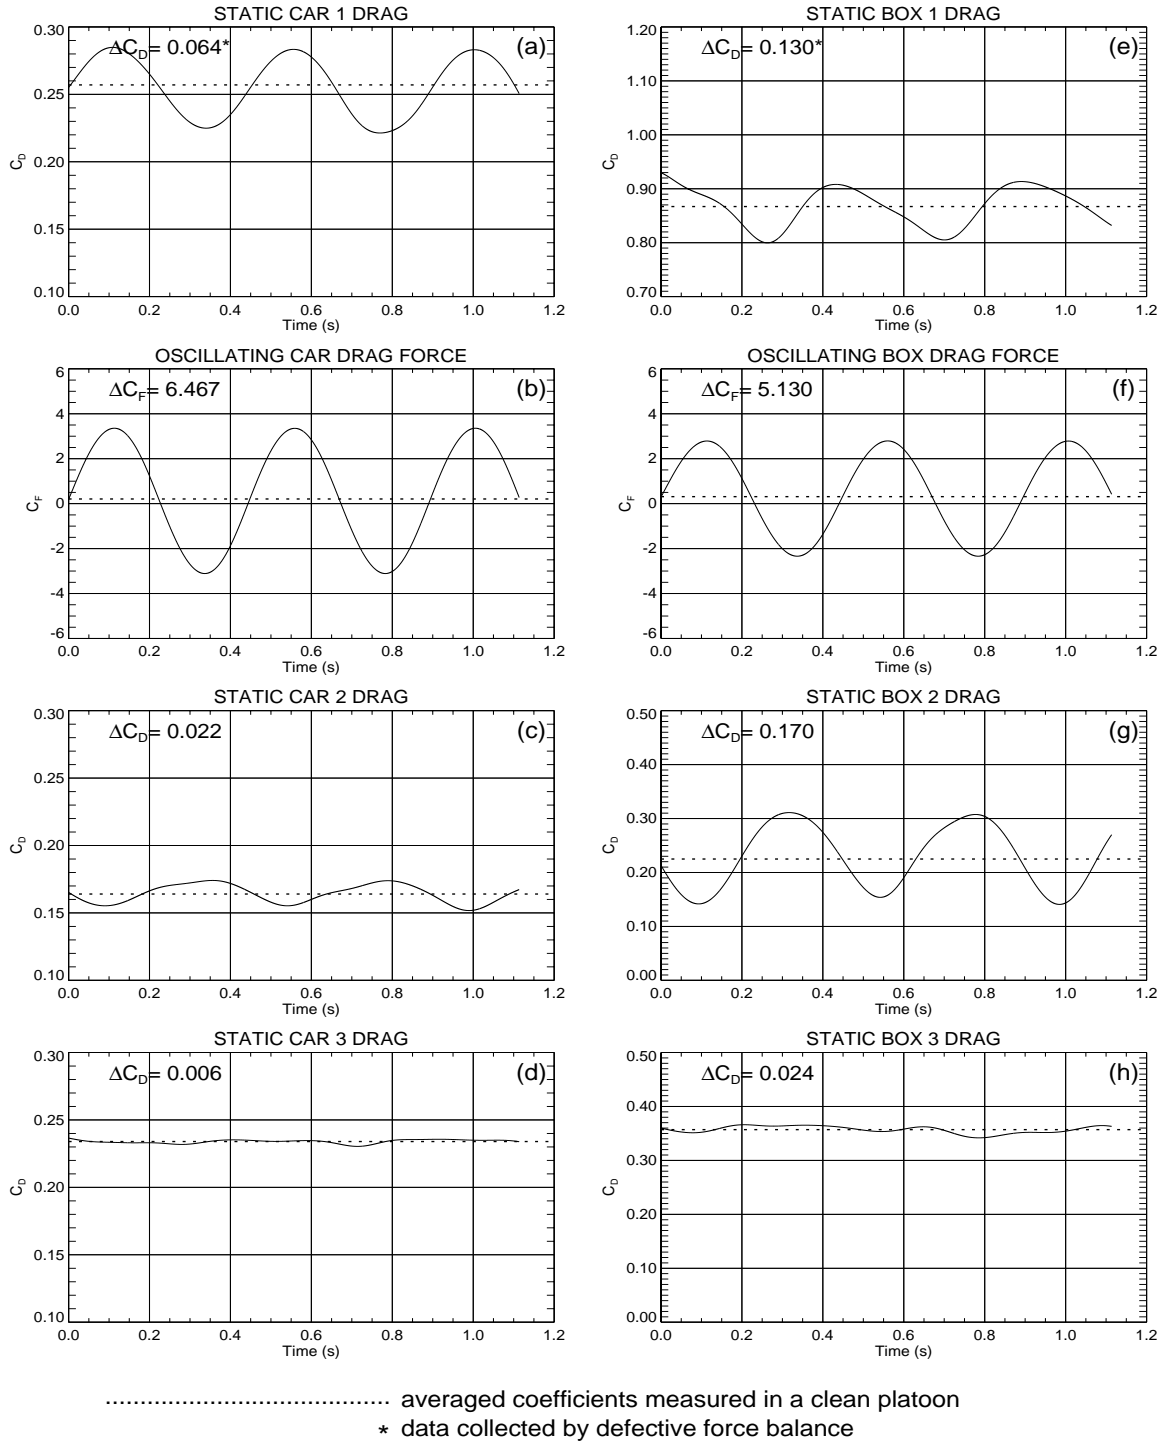 STATIC CAR 1 DRAG
ΔC_D= 0.064*
(a)
0.30
0.25
0.20
0.15
0.10
C_D
0.0 0.2 0.4 0.6 0.8 1.0 1.2
Time (s)
STATIC BOX 1 DRAG
ΔC_D= 0.130*
(e)
1.20
1.10
1.00
0.90
0.80
0.70
C_D
0.0 0.2 0.4 0.6 0.8 1.0 1.2
Time (s)
OSCILLATING CAR DRAG FORCE
ΔC_F= 6.467
(b)
6
4
2
0
-2
-4
-6
C_F
0.0 0.2 0.4 0.6 0.8 1.0 1.2
Time (s)
OSCILLATING BOX DRAG FORCE
ΔC_F= 5.130
(f)
6
4
2
0
-2
-4
-6
C_F
0.0 0.2 0.4 0.6 0.8 1.0 1.2
Time (s)
STATIC CAR 2 DRAG
ΔC_D= 0.022
(c)
0.30
0.25
0.20
0.15
0.10
C_D
0.0 0.2 0.4 0.6 0.8 1.0 1.2
Time (s)
STATIC BOX 2 DRAG
ΔC_D= 0.170
(g)
0.50
0.40
0.30
0.20
0.10
0.00
C_D
0.0 0.2 0.4 0.6 0.8 1.0 1.2
Time (s)
STATIC CAR 3 DRAG
ΔC_D= 0.006
(d)
0.30
0.25
0.20
0.15
0.10
C_D
0.0 0.2 0.4 0.6 0.8 1.0 1.2
Time (s)
STATIC BOX 3 DRAG
ΔC_D= 0.024
(h)
0.50
0.40
0.30
0.20
0.10
0.00
C_D
0.0 0.2 0.4 0.6 0.8 1.0 1.2
Time (s)
averaged coefficients measured in a clean platoon
* data collected by defective force balance